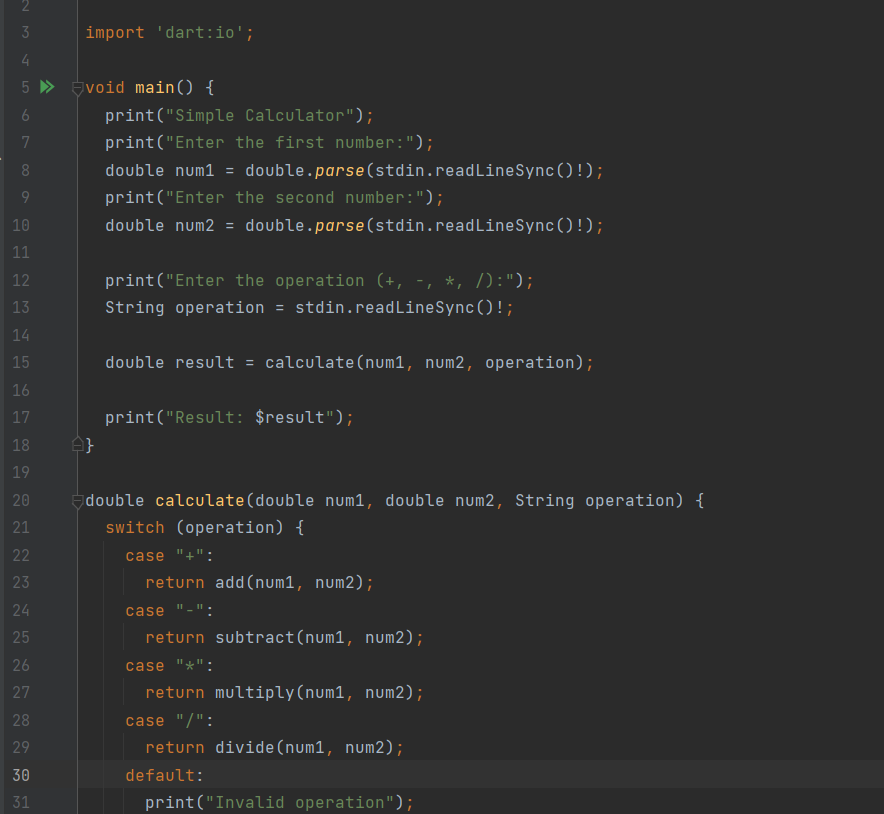 2
3 import 'dart:io';
4
5 void main() {
6 print("Simple Calculator");
7 print("Enter the first number:");
8 double num1 = double.parse(stdin.readLineSync()!);
9 print("Enter the second number:");
10 double num2 = double.parse(stdin.readLineSync()!);
11
12 print("Enter the operation (+, -, *, /):");
13 String operation = stdin.readLineSync()!;
14
15 double result = calculate(num1, num2, operation);
16
17 print("Result: $result");
18 }
19
20 double calculate(double num1, double num2, String operation) {
21 switch (operation) {
22 case "+":
23 return add(num1, num2);
24 case "-":
25 return subtract(num1, num2);
26 case "*":
27 return multiply(num1, num2);
28 case "/":
29 return divide(num1, num2);
30 default:
31 print("Invalid operation");